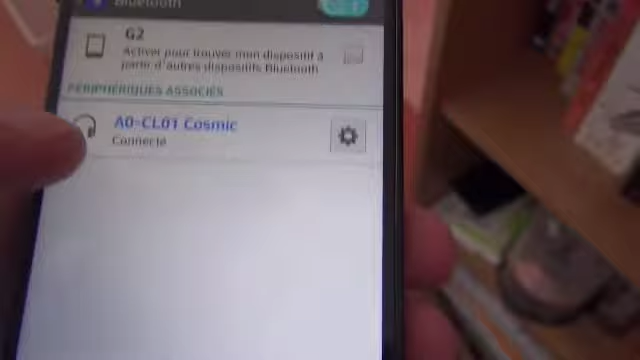 Bluetooth
G2
Activer pour trouver mon dispositif à
partir d'autres dispositifs Bluetooth
PÉRIPHÉRIQUES ASSOCIÉS
A0-CL01 Cosmic
Connecté